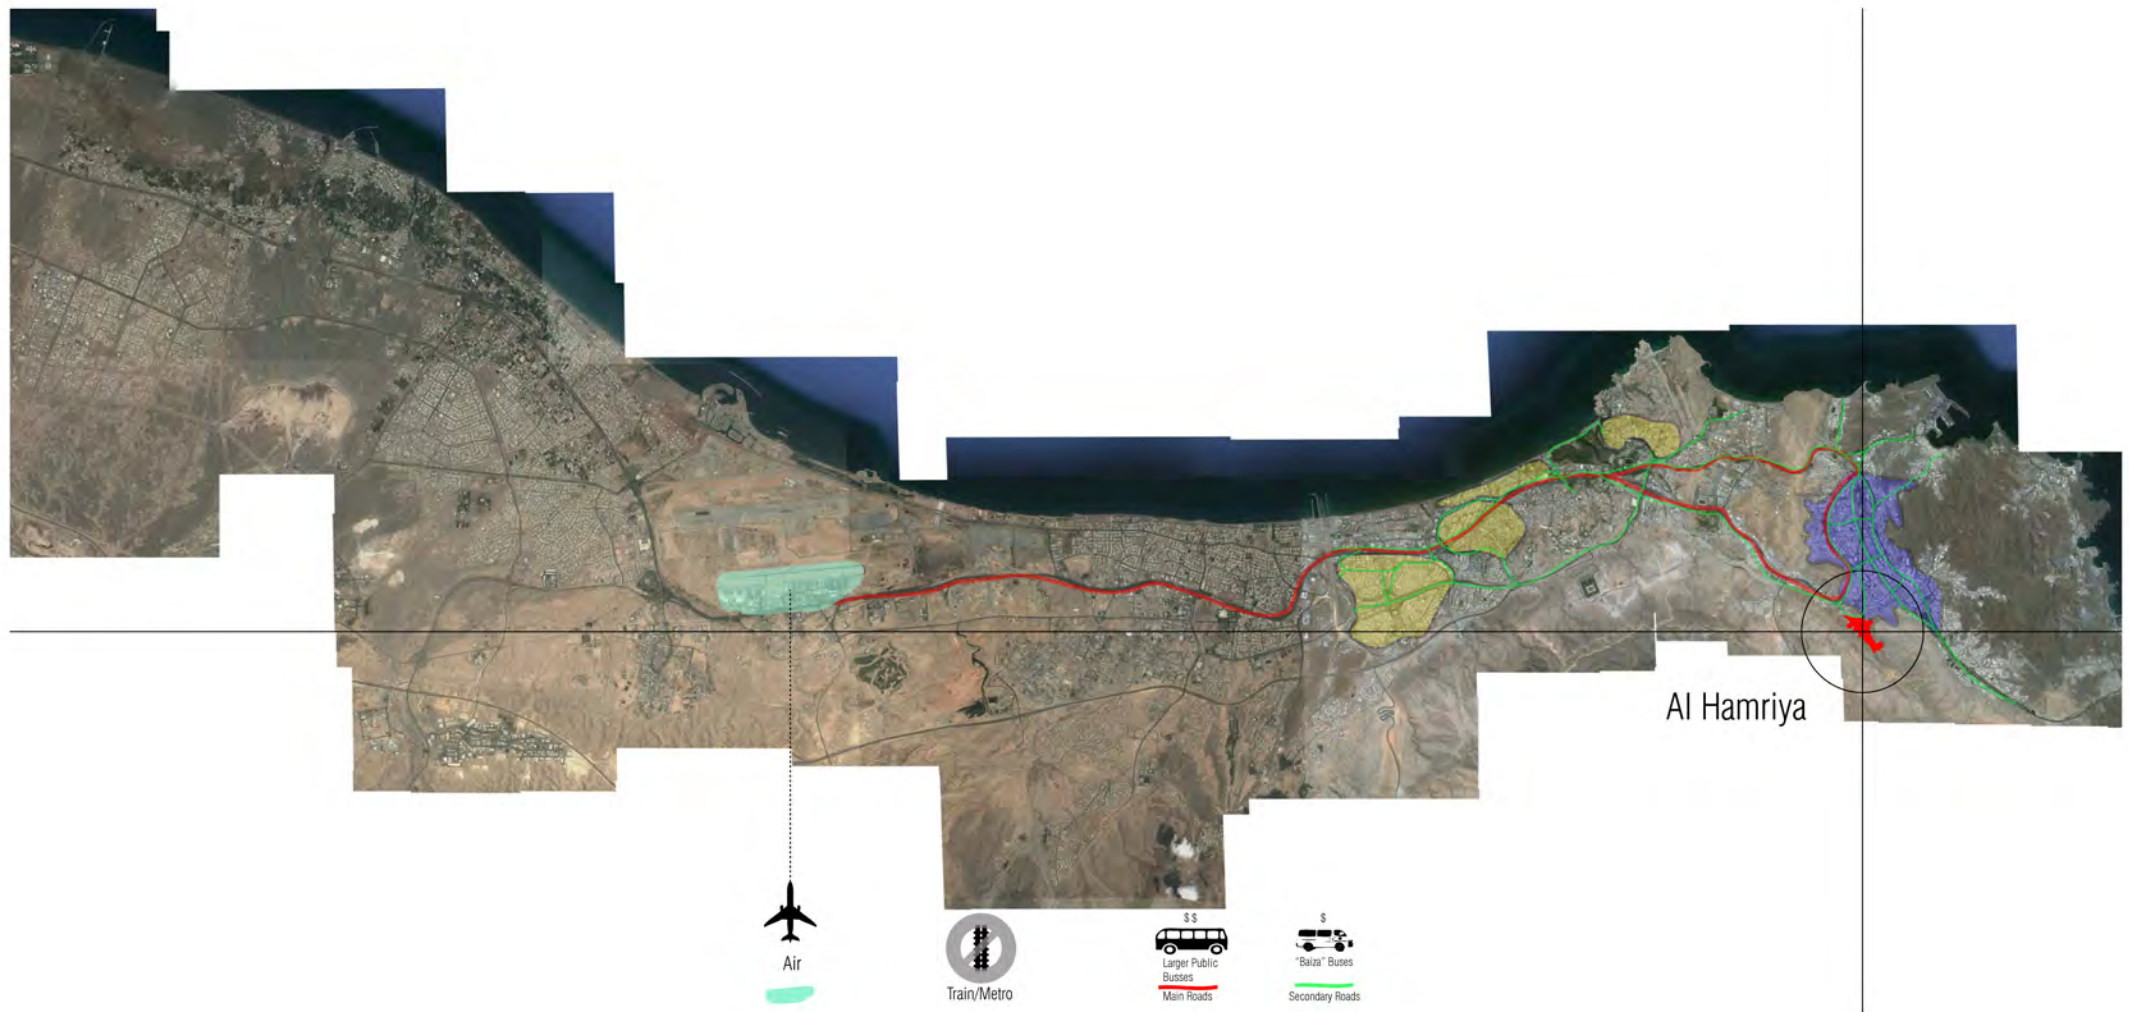 Al Hamriya
Air
Train/Metro
$$
Larger Public
Busses
Main Roads
$
"Baiza" Buses
Secondary Roads